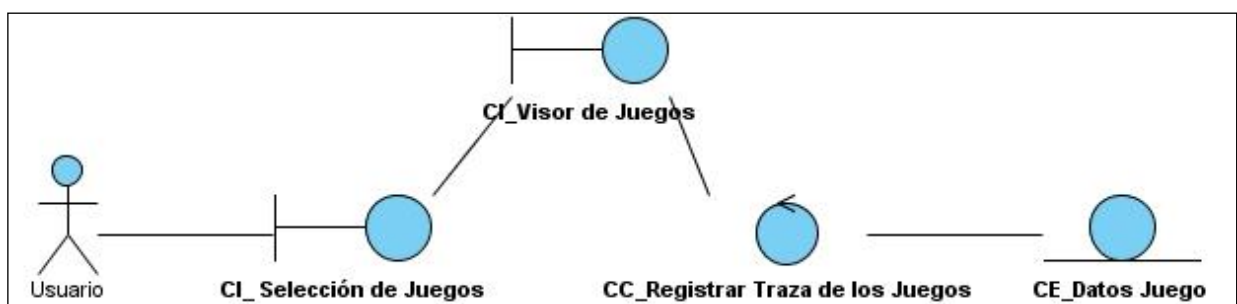 CI_Visor de Juegos
Usuario
CI_ Selección de Juegos
CC_Registrar Traza de los Juegos
CE_Datos Juego